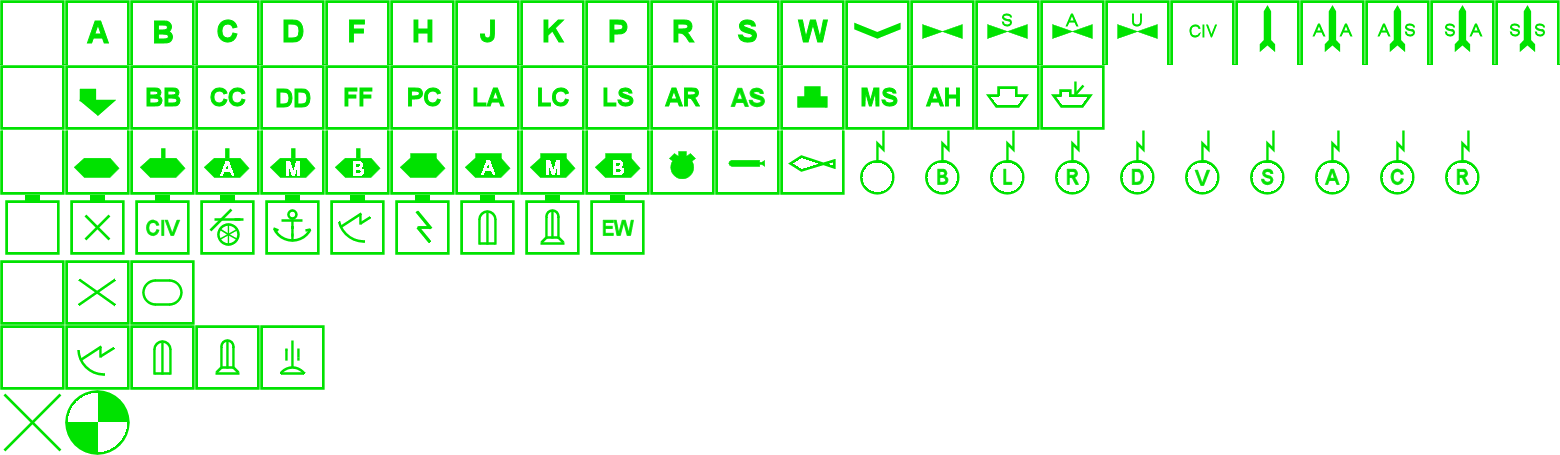 A B C D F H J K P R S W S A U CIV A A A S S A S S
BB CC DD FF PC LA LC LS AR AS MS AH
A M B A M B B L R D V S A C R
CIV EW